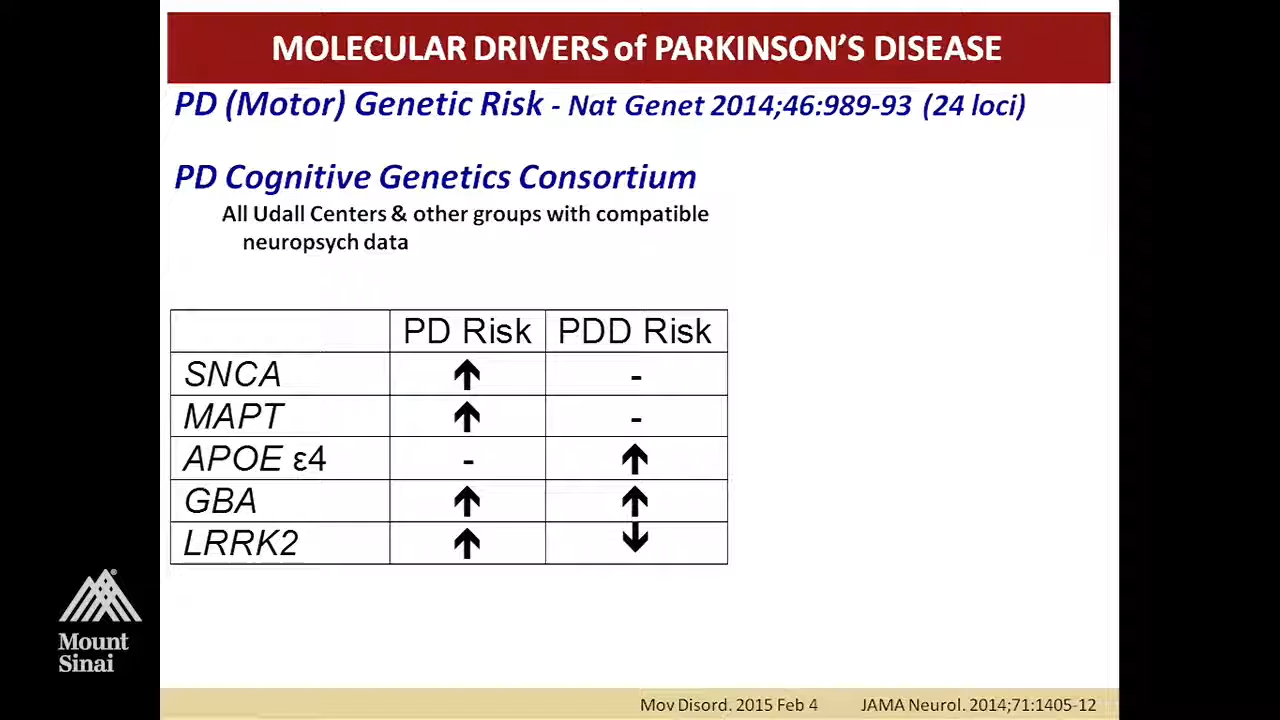 MOLECULAR DRIVERS of PARKINSON'S DISEASE
PD (Motor) Genetic Risk - Nat Genet 2014;46:989-93 (24 loci)
PD Cognitive Genetics Consortium
All Udall Centers & other groups with compatible
neuropsych data
PD Risk PDD Risk
SNCA ↑ -
MAPT ↑ -
APOE ε4 - ↑
GBA ↑ ↑
LRRK2 ↑ ↓
Mount
Sinai
Mov Disord. 2015 Feb 4 JAMA Neurol. 2014;71:1405-12